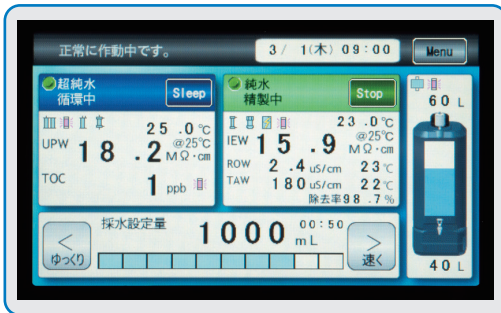 正常に作動中です。
3/ 1(木) 09:00
Menu
超純水
循環中
Sleep
25.0℃
@25℃
UPW 18.2 MΩ・cm
TOC 1 ppb
純水
精製中
Stop
23.0℃
@25℃
IEW 15.9 MΩ・cm
ROW 2.4 uS/cm 23℃
TAW 180 uS/cm 22℃
除去率98.7%
60 L
40 L
採水設定量 1000 mL
00:50
<
ゆっくり
>
速く